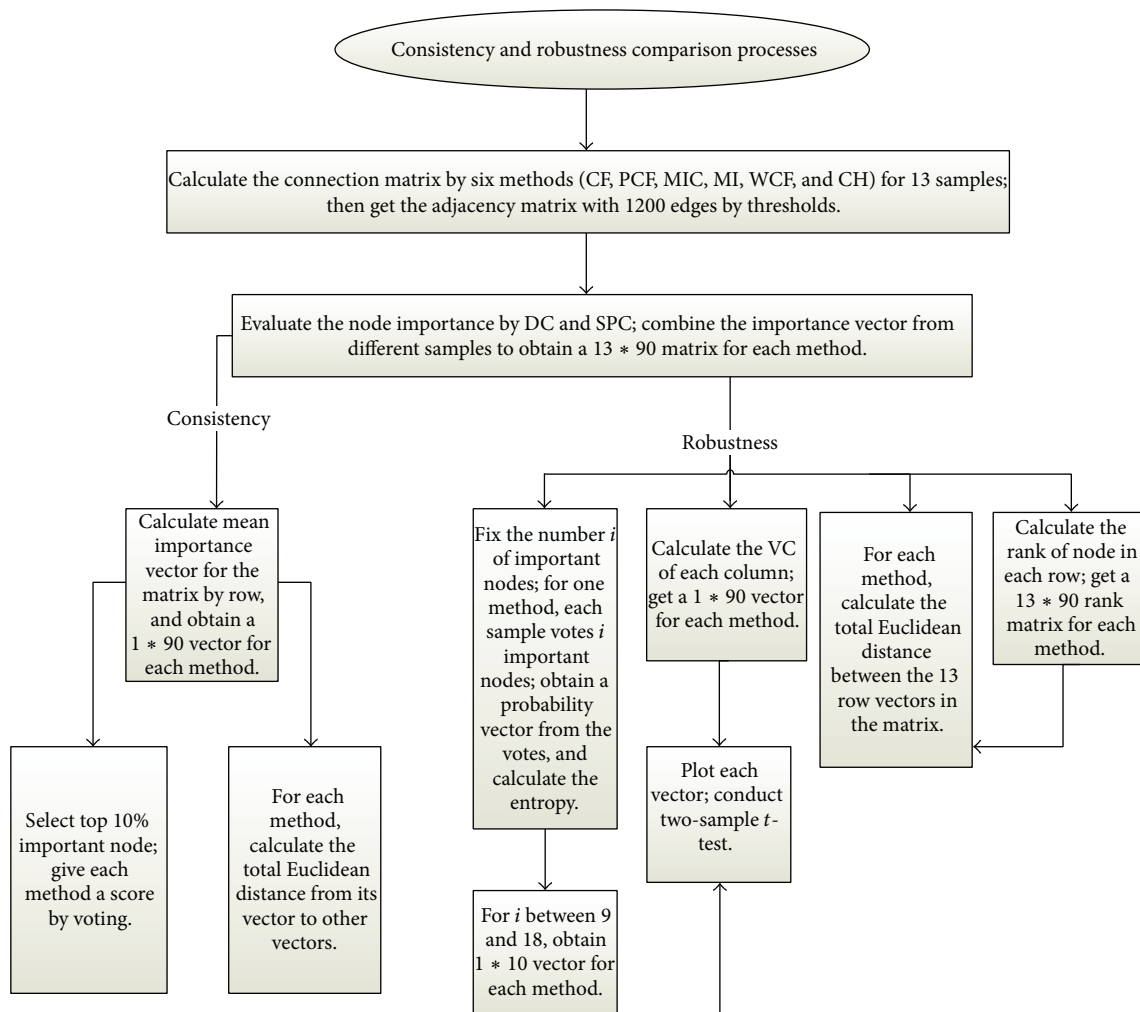 Consistency and robustness comparison processes
Calculate the connection matrix by six methods (CF, PCF, MIC, MI, WCF, and CH) for 13 samples;
then get the adjacency matrix with 1200 edges by thresholds.
Evaluate the node importance by DC and SPC; combine the importance vector from
different samples to obtain a 13 * 90 matrix for each method.
Consistency
Robustness
Calculate mean
importance
vector for the
matrix by row,
and obtain a
1 * 90 vector for
each method.
Select top 10%
important node;
give each
method a score
by voting.
For each
method,
calculate the
total Euclidean
distance from its
vector to other
vectors.
Fix the number i
of important
nodes; for one
method, each
sample votes i
important
nodes; obtain a
probability
vector from the
votes, and
calculate the
entropy.
For i between 9
and 18, obtain
1 * 10 vector for
each method.
Calculate the VC
of each column;
get a 1 * 90 vector
for each method.
Plot each
vector; conduct
two-sample t-
test.
For each
method,
calculate the
total Euclidean
distance
between the 13
row vectors in
the matrix.
Calculate the
rank of node in
each row; get a
13 * 90 rank
matrix for each
method.